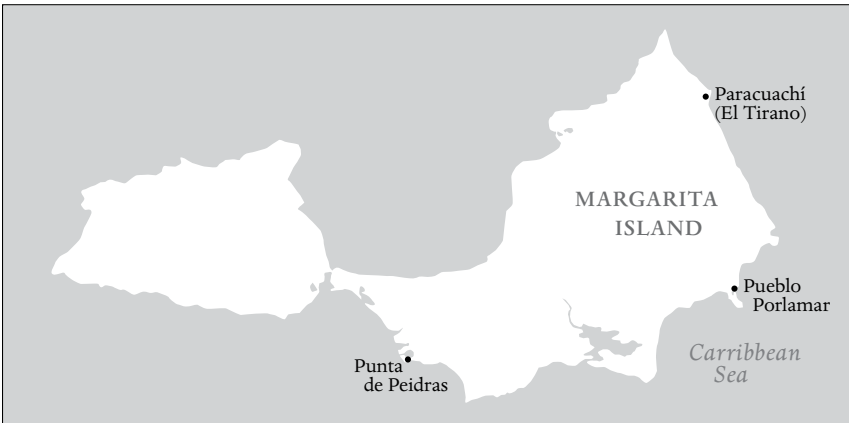 Paracuachí
(El Tirano)
MARGARITA
ISLAND
Pueblo
Porlamar
Carribbean
Sea
Punta
de Peidras